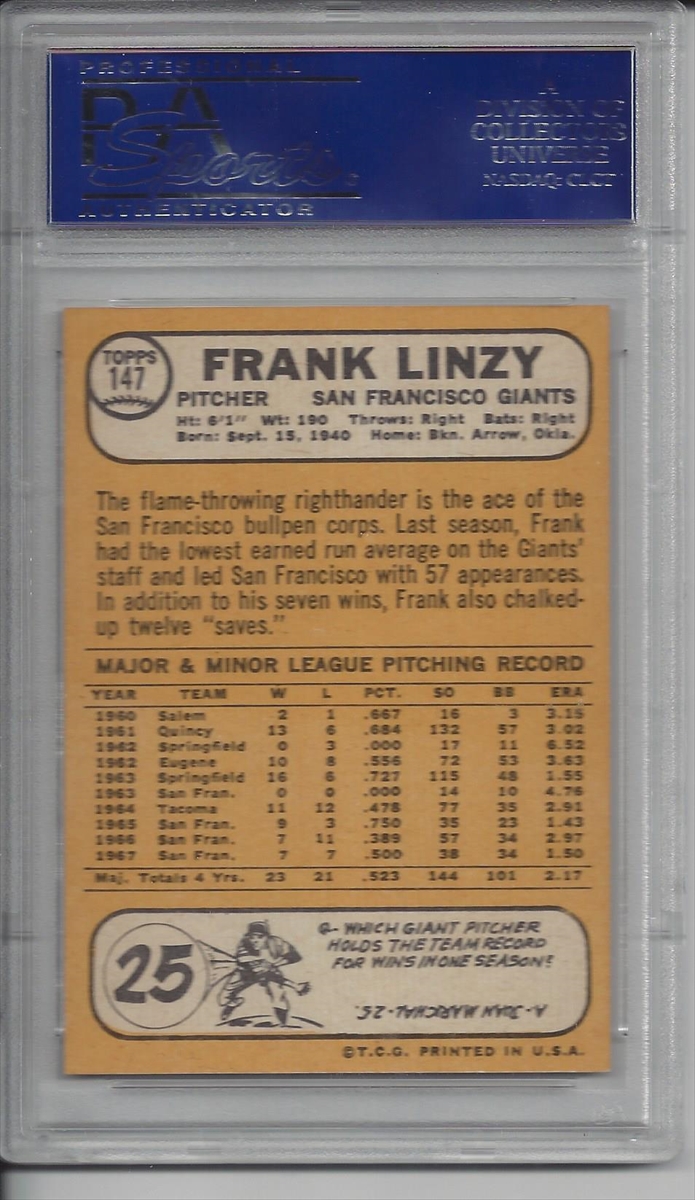 PROFESSIONAL
PSA
Sports
AUTHENTICATOR
A
DIVISION OF
COLLECTORS
UNIVERSE
NASDAQ: CLCT
TOPPS
147
FRANK LINZY
PITCHER SAN FRANCISCO GIANTS
Ht: 6'1" Wt: 190 Throws: Right Bats: Right
Born: Sept. 15, 1940 Home: Bkn. Arrow, Okla.
The flame-throwing righthander is the ace of the
San Francisco bullpen corps. Last season, Frank
had the lowest earned run average on the Giants'
staff and led San Francisco with 57 appearances.
In addition to his seven wins, Frank also chalked-
up twelve "saves."
MAJOR & MINOR LEAGUE PITCHING RECORD
YEAR TEAM W L PCT. SO BB ERA
1960 Salem 2 1 .667 16 3 3.15
1961 Quincy 13 6 .684 132 57 3.02
1962 Springfield 0 3 .000 17 11 6.52
1962 Eugene 10 8 .556 72 53 3.63
1963 Springfield 16 6 .727 115 48 1.55
1963 San Fran. 0 0 .000 14 10 4.76
1964 Tacoma 11 12 .478 77 35 2.91
1965 San Fran. 9 3 .750 35 23 1.43
1966 San Fran. 7 11 .389 57 34 2.97
1967 San Fran. 7 7 .500 38 34 1.50
Maj. Totals 4 Yrs. 23 21 .523 144 101 2.17
25
Q- WHICH GIANT PITCHER
HOLDS THE TEAM RECORD
FOR WINS IN ONE SEASON?
A- JUAN MARICHAL - 25.
©T.C.G. PRINTED IN U.S.A.